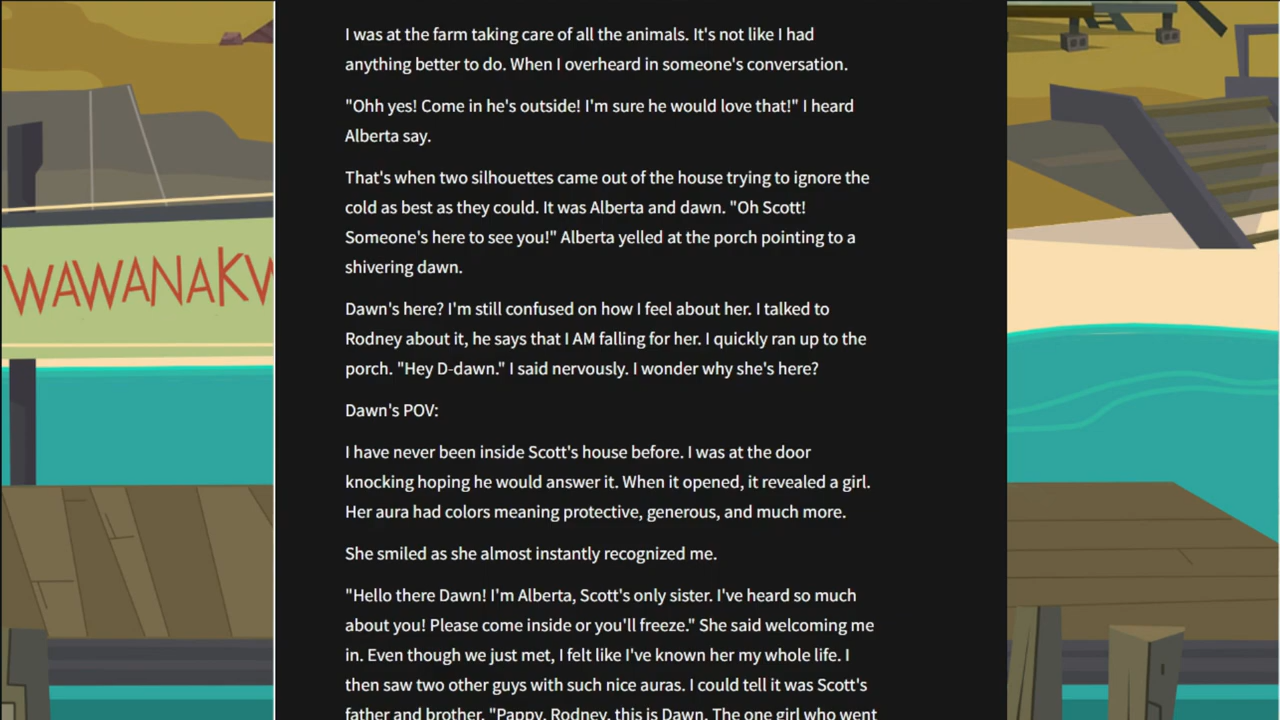 I was at the farm taking care of all the animals. It's not like I had
anything better to do. When I overheard in someone's conversation.
"Ohh yes! Come in he's outside! I'm sure he would love that!" I heard
Alberta say.
That's when two silhouettes came out of the house trying to ignore the
cold as best as they could. It was Alberta and dawn. "Oh Scott!
Someone's here to see you!" Alberta yelled at the porch pointing to a
shivering dawn.
Dawn's here? I'm still confused on how I feel about her. I talked to
Rodney about it, he says that I AM falling for her. I quickly ran up to the
porch. "Hey D-dawn." I said nervously. I wonder why she's here?
Dawn's POV:
I have never been inside Scott's house before. I was at the door
knocking hoping he would answer it. When it opened, it revealed a girl.
Her aura had colors meaning protective, generous, and much more.
She smiled as she almost instantly recognized me.
"Hello there Dawn! I'm Alberta, Scott's only sister. I've heard so much
about you! Please come inside or you'll freeze." She said welcoming me
in. Even though we just met, I felt like I've known her my whole life. I
then saw two other guys with such nice auras. I could tell it was Scott's
father and brother. "Pappy, Rodney, this is Dawn. The one girl who went
WAWANAKW